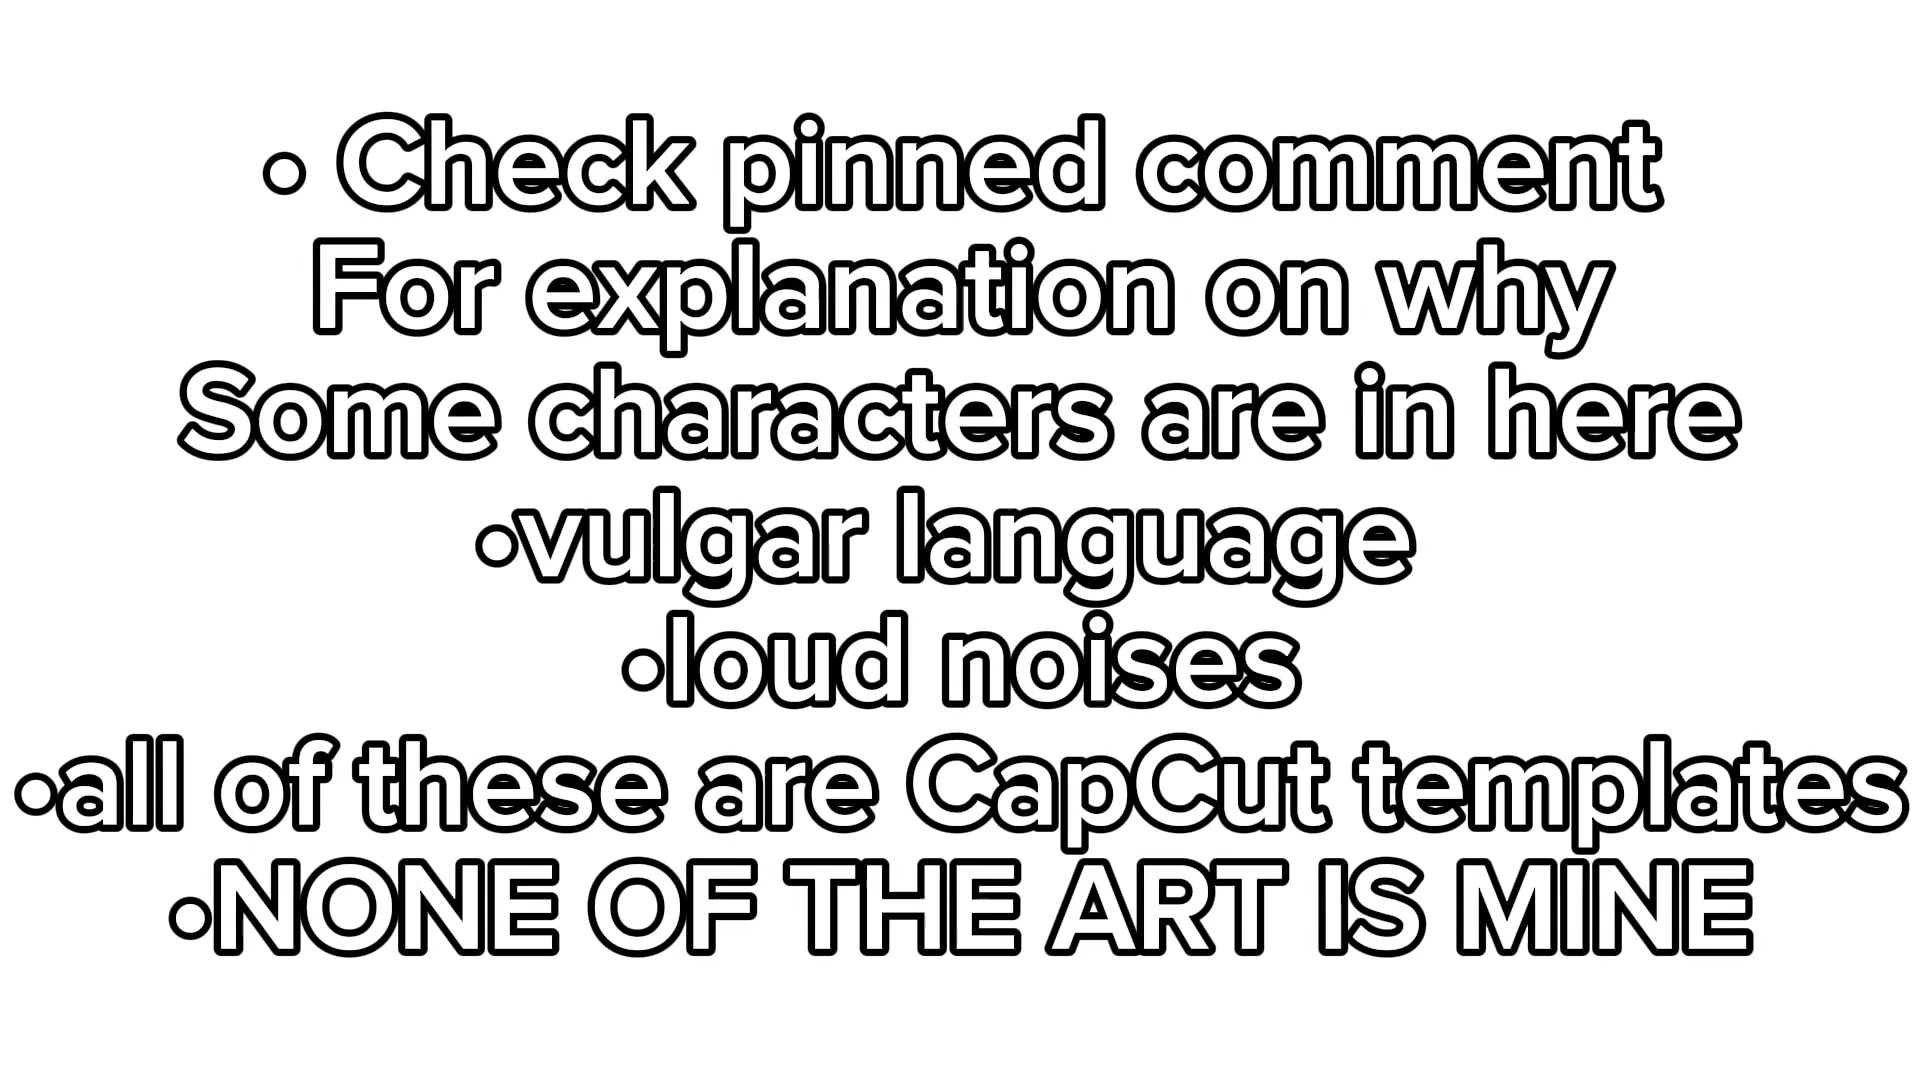 • Check pinned comment
For explanation on why
Some characters are in here
•vulgar language
•loud noises
•all of these are CapCut templates
•NONE OF THE ART IS MINE